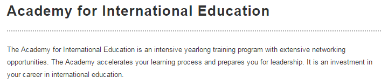 Academy for International Education
The Academy for International Education is an intensive yearlong training program with extensive networking
opportunities. The Academy accelerates your learning process and prepares you for leadership. It is an investment in
your career in international education.